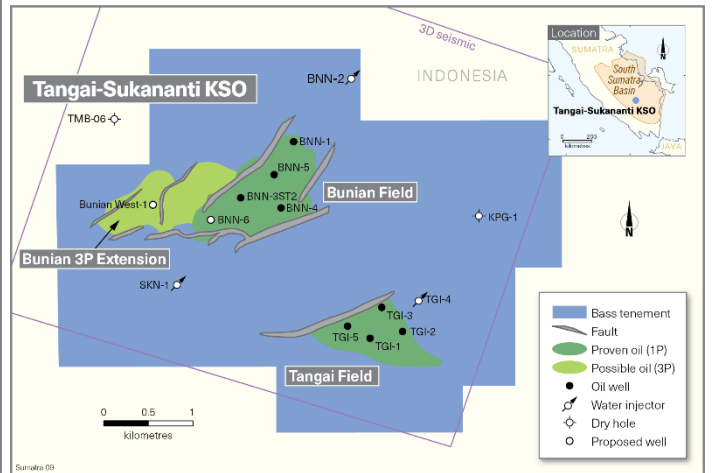 3D seismic
INDONESIA
Tangai-Sukananti KSO
TMB-06
BNN-2
BNN-1
BNN-5
BNN-3ST2
BNN-4
BNN-6
Bunian Field
Bunian West-1
Bunian 3P Extension
KPG-1
SKN-1
TGI-4
TGI-3
TGI-2
TGI-5
TGI-1
Tangai Field
0 0.5 1
kilometres
Sumatra 09
Location
SUMATRA
N
South
Sumatra
Basin
Tangai-Sukananti KSO
0 200
kilometres
JAVA
N
Bass tenement
Fault
Proven oil (1P)
Possible oil (3P)
Oil well
Water injector
Dry hole
Proposed well